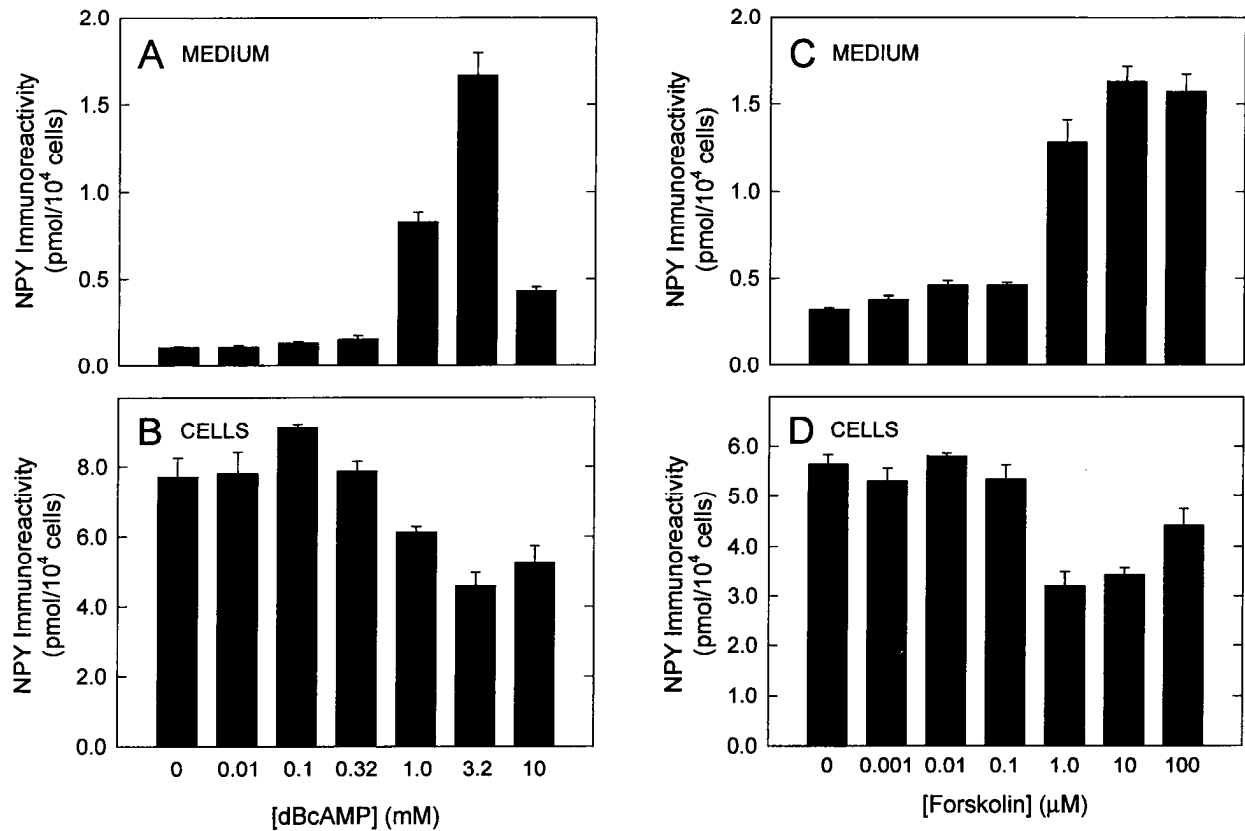 A MEDIUM
NPY Immunoreactivity
(pmol/10⁴ cells)
2.0
1.5
1.0
0.5
0.0
B CELLS
NPY Immunoreactivity
(pmol/10⁴ cells)
8.0
6.0
4.0
2.0
0.0
0 0.01 0.1 0.32 1.0 3.2 10
[dBcAMP] (mM)
C MEDIUM
NPY Immunoreactivity
(pmol/10⁴ cells)
2.0
1.5
1.0
0.5
0.0
D CELLS
NPY Immunoreactivity
(pmol/10⁴ cells)
6.0
5.0
4.0
3.0
2.0
1.0
0.0
0 0.001 0.01 0.1 1.0 10 100
[Forskolin] (µM)